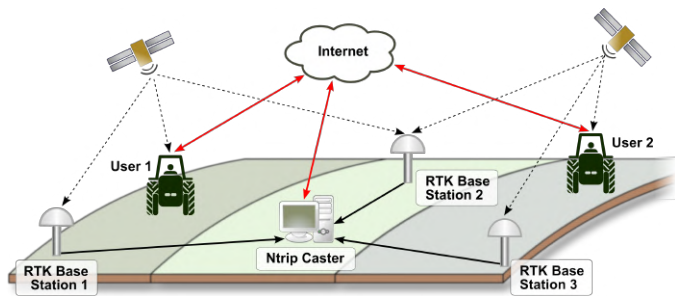 Internet
User 1
User 2
RTK Base
Station 2
Ntrip Caster
RTK Base
Station 1
RTK Base
Station 3